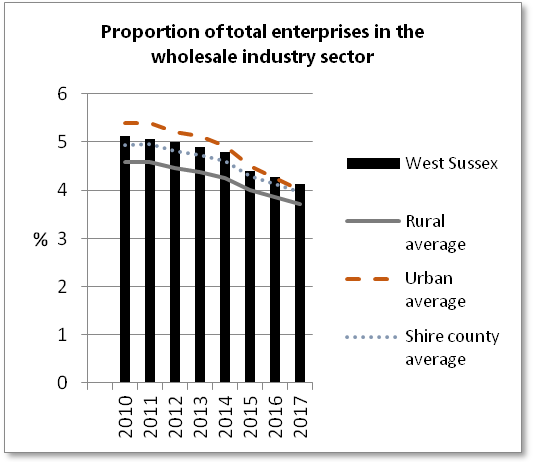 Proportion of total enterprises in the
wholesale industry sector
6
5
4
%
3
2
1
0
2010
2011
2012
2013
2014
2015
2016
2017
West Sussex
Rural
average
Urban
average
Shire county
average